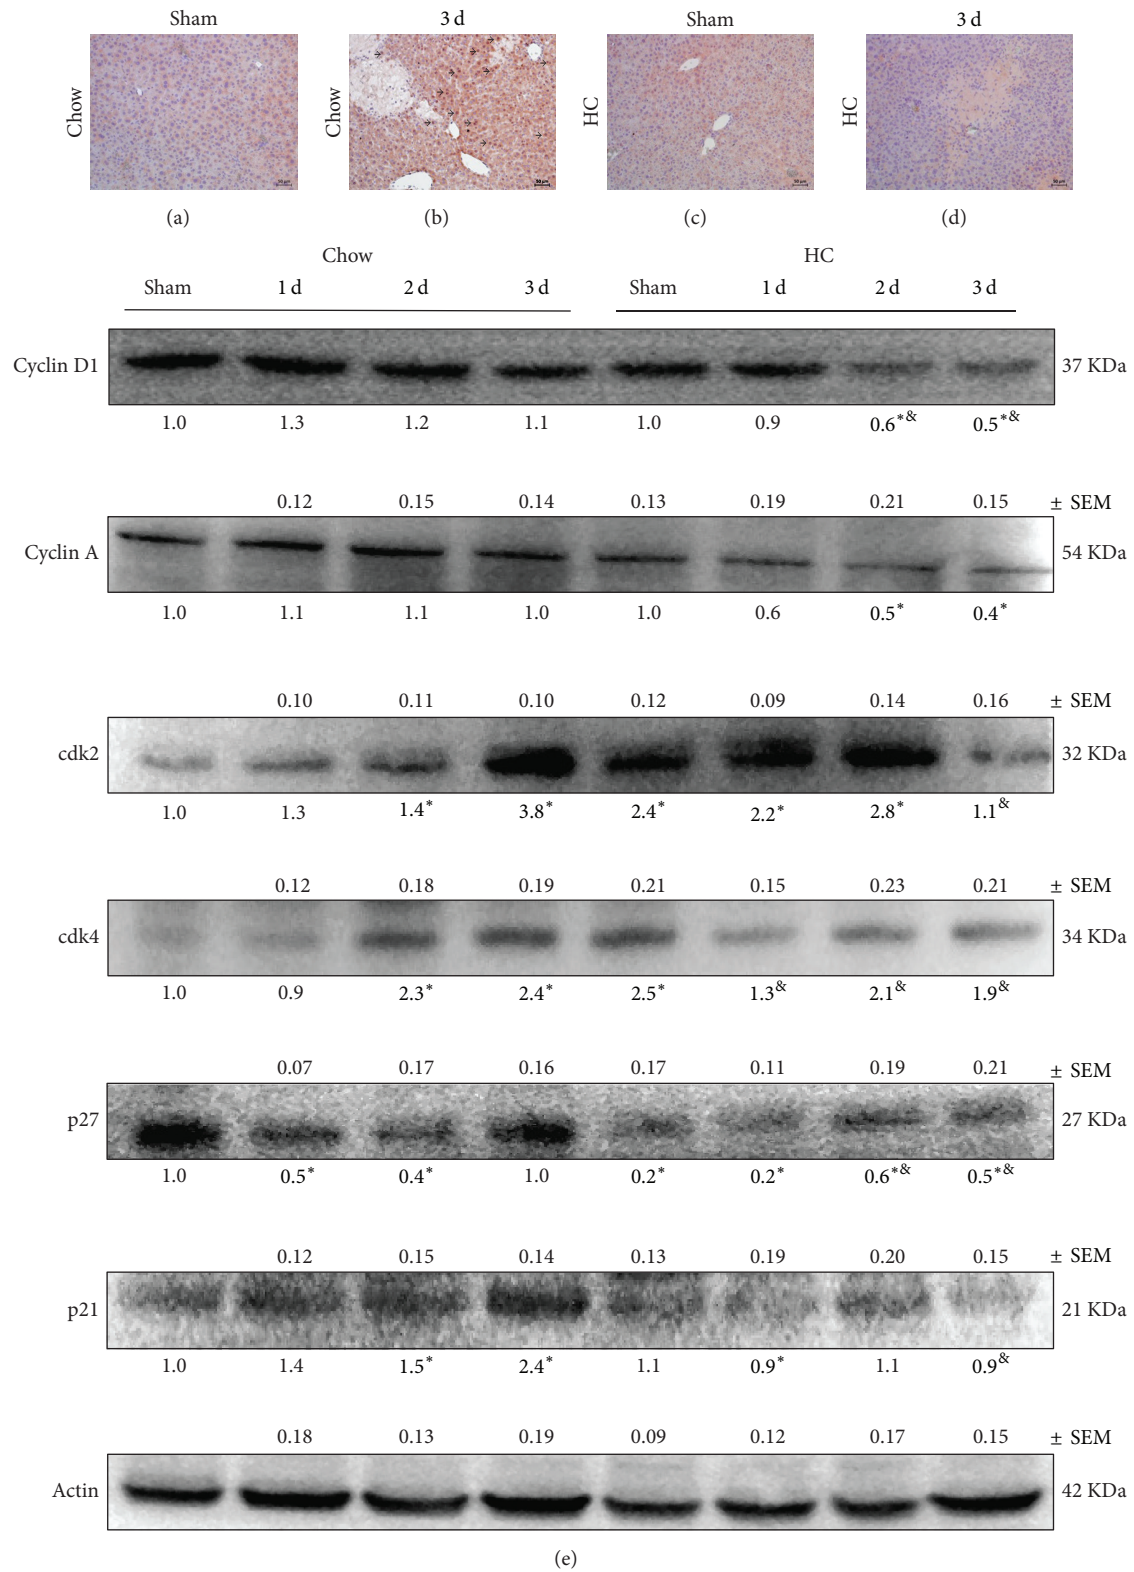 Sham 3 d Sham 3 d
Chow Chow HC HC
50 µm 50 µm 50 µm 50 µm
(a) (b) (c) (d)
Chow HC
Sham 1 d 2 d 3 d Sham 1 d 2 d 3 d
Cyclin D1 37 KDa
1.0 1.3 1.2 1.1 1.0 0.9 0.6*& 0.5*&
0.12 0.15 0.14 0.13 0.19 0.21 0.15 ± SEM
Cyclin A 54 KDa
1.0 1.1 1.1 1.0 1.0 0.6 0.5* 0.4*
0.10 0.11 0.10 0.12 0.09 0.14 0.16 ± SEM
cdk2 32 KDa
1.0 1.3 1.4* 3.8* 2.4* 2.2* 2.8* 1.1&
0.12 0.18 0.19 0.21 0.15 0.23 0.21 ± SEM
cdk4 34 KDa
1.0 0.9 2.3* 2.4* 2.5* 1.3& 2.1& 1.9&
0.07 0.17 0.16 0.17 0.11 0.19 0.21 ± SEM
p27 27 KDa
1.0 0.5* 0.4* 1.0 0.2* 0.2* 0.6*& 0.5*&
0.12 0.15 0.14 0.13 0.19 0.20 0.15 ± SEM
p21 21 KDa
1.0 1.4 1.5* 2.4* 1.1 0.9* 1.1 0.9&
0.18 0.13 0.19 0.09 0.12 0.17 0.15 ± SEM
Actin 42 KDa
(e)